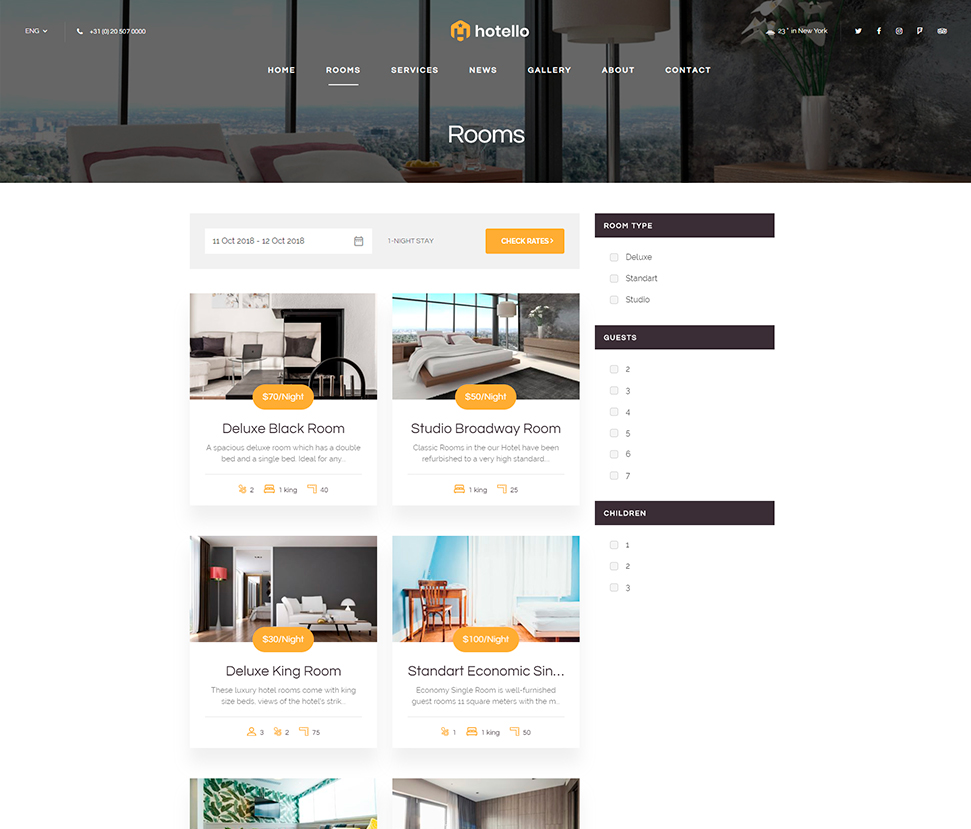 ENG
+31 (0) 20 507 0000
hotello
23° in New York
HOME ROOMS SERVICES NEWS GALLERY ABOUT CONTACT
Rooms
11 Oct 2018 - 12 Oct 2018
1-NIGHT STAY
CHECK RATES
$70/Night
Deluxe Black Room
A spacious deluxe room which has a double
bed and a single bed. Ideal for any...
2 1 king 40
$50/Night
Studio Broadway Room
Classic Rooms in the our Hotel have been
refurbished to a very high standard...
1 king 25
$30/Night
Deluxe King Room
These luxury hotel rooms come with king
size beds, views of the hotel's strik...
3 2 75
$100/Night
Standart Economic Sin...
Economy Single Room is well-furnished
guest rooms 11 square meters with the m...
1 1 king 50
ROOM TYPE
Deluxe
Standart
Studio
GUESTS
2
3
4
5
6
7
CHILDREN
1
2
3